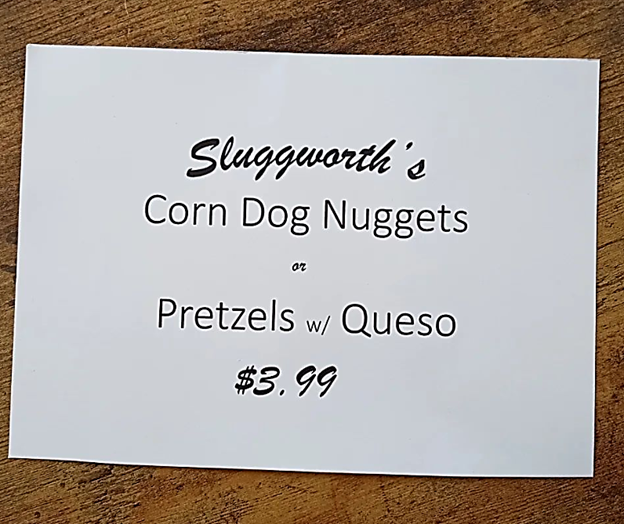 Sluggworth's
Corn Dog Nuggets
or
Pretzels w/ Queso
$3.99